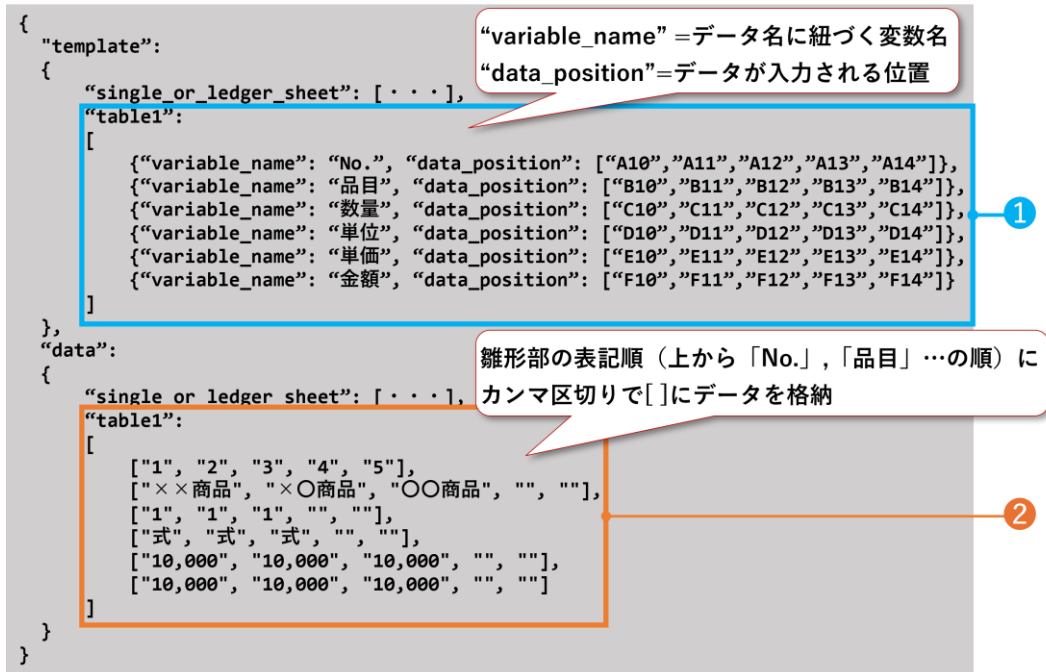 {
"template”:
{
“single_or_ledger_sheet”: [・・・],
“table1”:
[
{“variable_name”: “No.”, “data_position”: [“A10”,”A11”,”A12”,”A13”,”A14”]},
{“variable_name”: “品目”, “data_position”: [“B10”,”B11”,”B12”,”B13”,”B14”]},
{“variable_name”: “数量”, “data_position”: [“C10”,”C11”,”C12”,”C13”,”C14”]},
{“variable_name”: “単位”, “data_position”: [“D10”,”D11”,”D12”,”D13”,”D14”]},
{“variable_name”: “単価”, “data_position”: [“E10”,”E11”,”E12”,”E13”,”E14”]},
{“variable_name”: “金額”, “data_position”: [“F10”,”F11”,”F12”,”F13”,”F14”]}
]
},
“variable_name” =データ名に紐づく変数名
“data_position”=データが入力される位置
1
“data”:
{
“single_or_ledger_sheet”: [・・・],
“table1”:
[
["1", "2", "3", "4", "5"],
["××商品", "×〇商品", "〇〇商品", "", ""],
["1", "1", "1", "", ""],
["式", "式", "式", "", ""],
["10,000", "10,000", "10,000", "", ""],
["10,000", "10,000", "10,000", "", ""]
]
}
}
雛形部の表記順（上から「No.」,「品目」…の順）に
カンマ区切りで[ ]にデータを格納
2